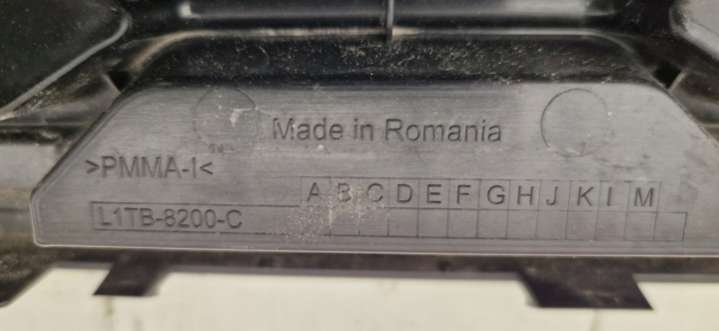 Made in Romania
>PMMA-I<
A B C D E F G H J K I M
L1TB-8200-C